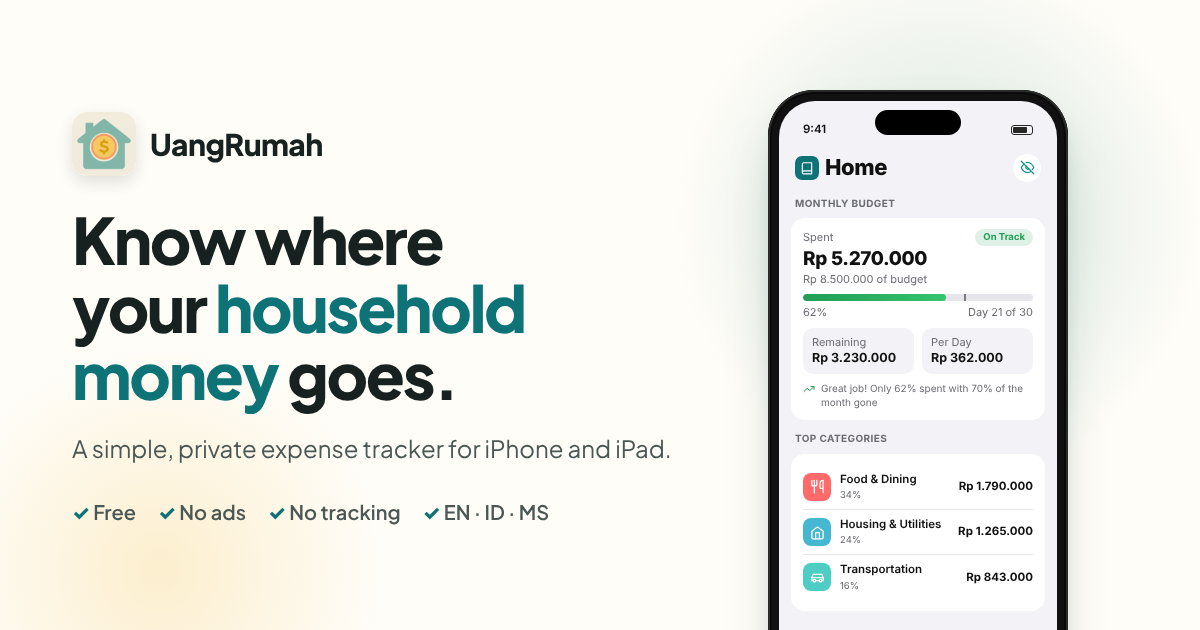 UangRumah
Know where
your household
money goes.
A simple, private expense tracker for iPhone and iPad.
✓ Free ✓ No ads ✓ No tracking ✓ EN · ID · MS
9:41
Home
MONTHLY BUDGET
Spent On Track
Rp 5.270.000
Rp 8.500.000 of budget
62% Day 21 of 30
Remaining Per Day
Rp 3.230.000 Rp 362.000
Great job! Only 62% spent with 70% of the
month gone
TOP CATEGORIES
Food & Dining Rp 1.790.000
34%
Housing & Utilities Rp 1.265.000
24%
Transportation Rp 843.000
16%